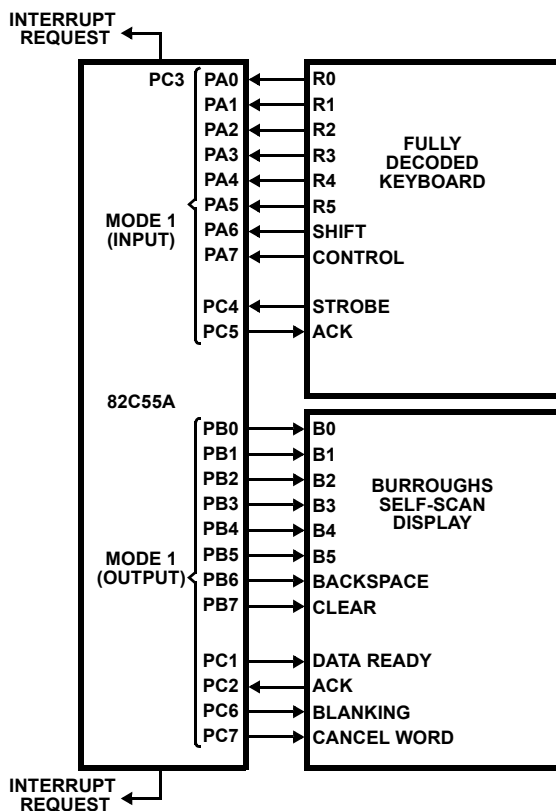 INTERRUPT
REQUEST
PC3 PA0 R0
PA1 R1
PA2 R2
PA3 R3
PA4 R4
PA5 R5
PA6 SHIFT
PA7 CONTROL
MODE 1
(INPUT)
FULLY
DECODED
KEYBOARD
PC4 STROBE
PC5 ACK
82C55A
PB0 B0
PB1 B1
PB2 B2
PB3 B3
PB4 B4
PB5 B5
PB6 BACKSPACE
PB7 CLEAR
MODE 1
(OUTPUT)
BURROUGHS
SELF-SCAN
DISPLAY
PC1 DATA READY
PC2 ACK
PC6 BLANKING
PC7 CANCEL WORD
INTERRUPT
REQUEST